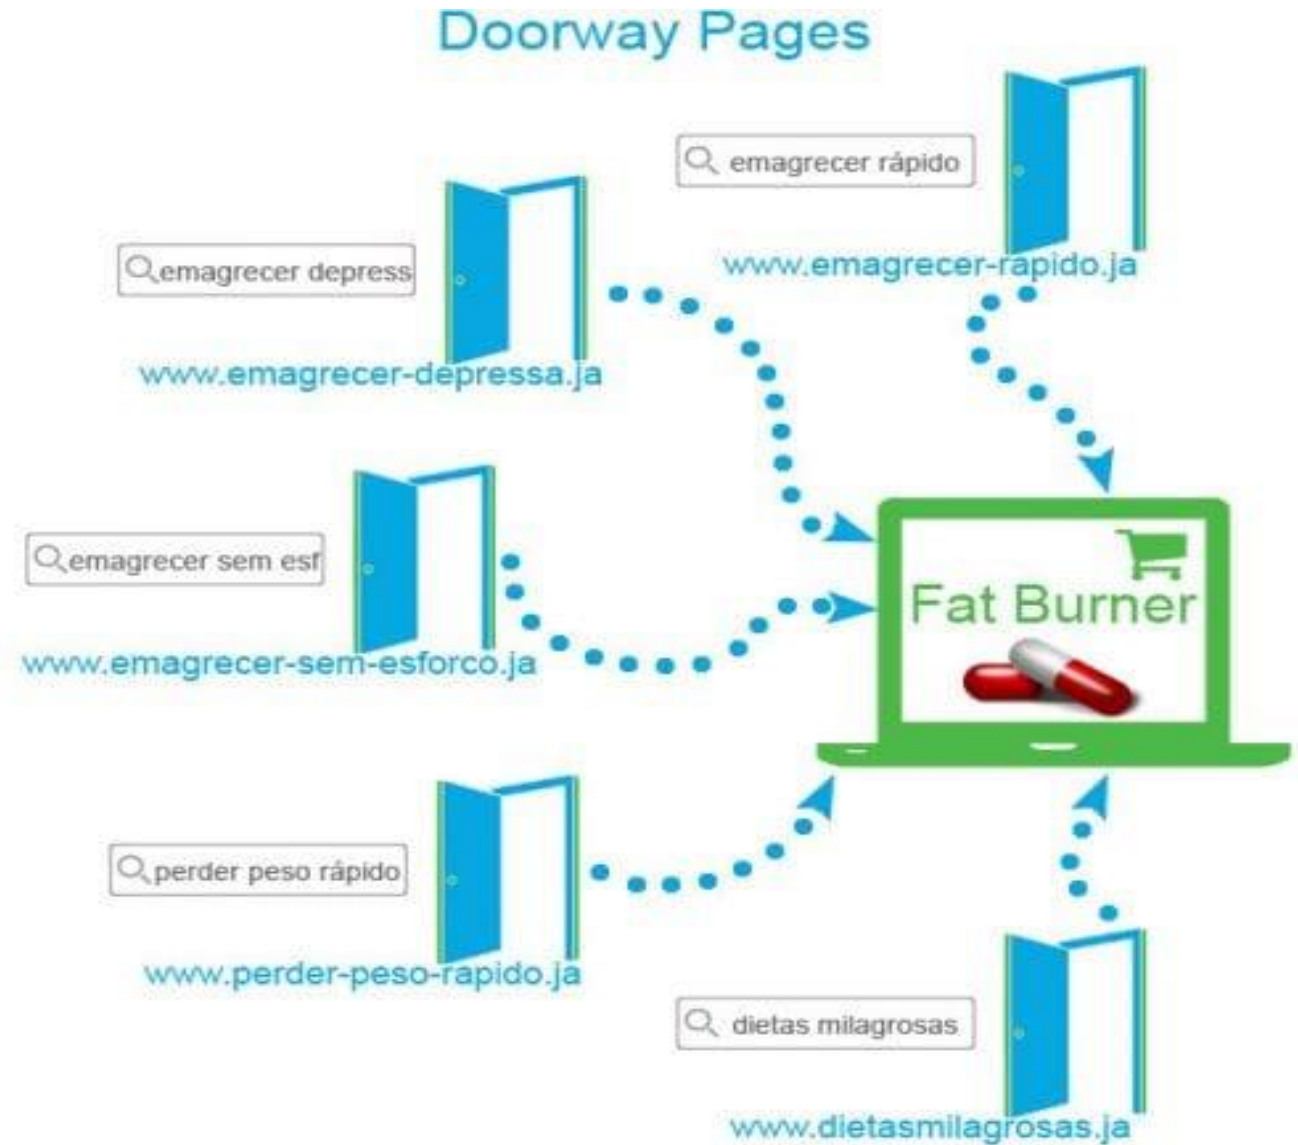 Doorway Pages
emagrecer rápido
www.emagrecer-rapido.ja
emagrecer depress
www.emagrecer-depressa.ja
emagrecer sem esf
www.emagrecer-sem-esforco.ja
Fat Burner
perder peso rápido
www.perder-peso-rapido.ja
dietas milagrosas
www.dietasmilagrosas.ja